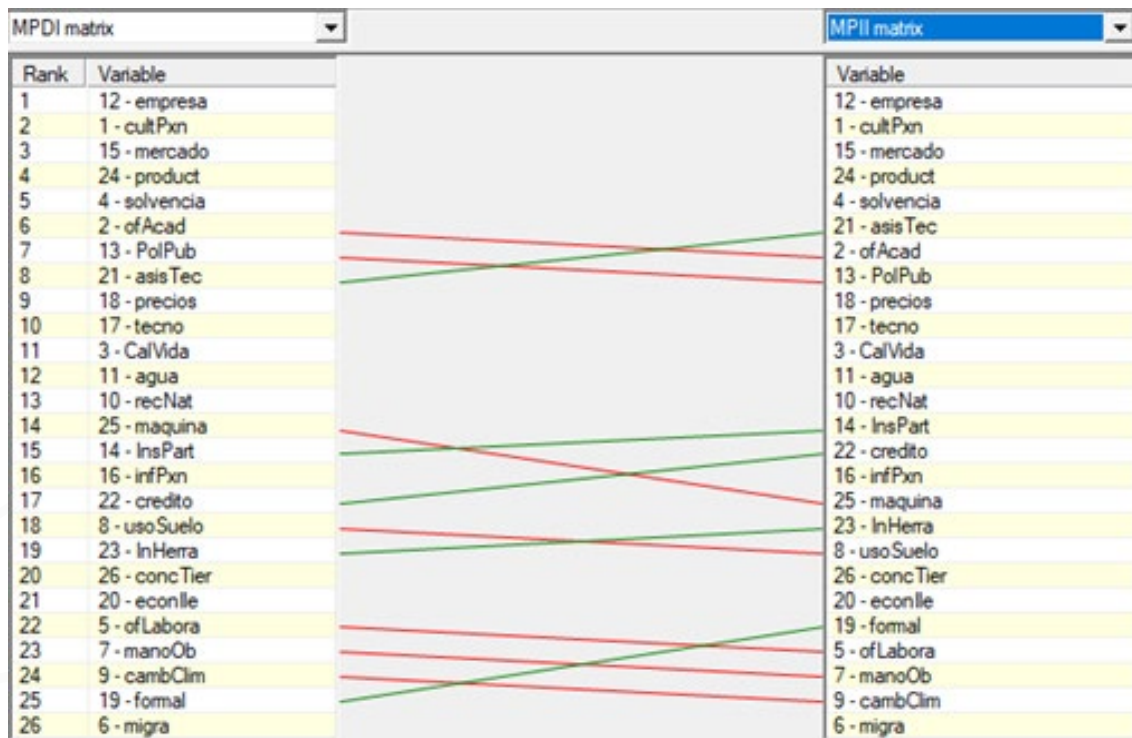 MPDI matrix MPII matrix
Rank Variable Variable
1 12 - empresa 12 - empresa
2 1 - cultPxn 1 - cultPxn
3 15 - mercado 15 - mercado
4 24 - product 24 - product
5 4 - solvencia 4 - solvencia
6 2 - ofAcad 21 - asisTec
7 13 - PolPub 2 - ofAcad
8 21 - asisTec 13 - PolPub
9 18 - precios 18 - precios
10 17 - tecno 17 - tecno
11 3 - CalVida 3 - CalVida
12 11 - agua 11 - agua
13 10 - recNat 10 - recNat
14 25 - maquina 14 - InsPart
15 14 - InsPart 22 - credito
16 16 - infPxn 16 - infPxn
17 22 - credito 25 - maquina
18 8 - usoSuelo 23 - InHerra
19 23 - InHerra 8 - usoSuelo
20 26 - concTier 26 - concTier
21 20 - econIle 20 - econIle
22 5 - ofLabora 19 - formal
23 7 - manoOb 5 - ofLabora
24 9 - cambClim 7 - manoOb
25 19 - formal 9 - cambClim
26 6 - migra 6 - migra